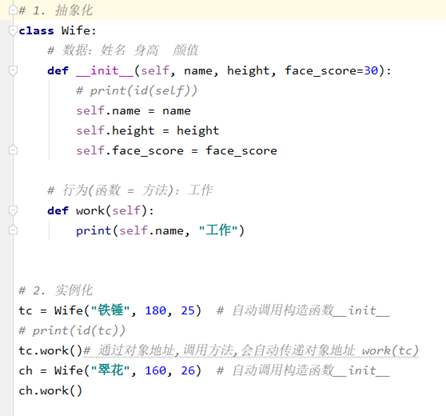 # 1. 抽象化
class Wife:
    # 数据：姓名 身高  颜值
    def __init__(self, name, height, face_score=30):
        # print(id(self))
        self.name = name
        self.height = height
        self.face_score = face_score

    # 行为(函数 = 方法)：工作
    def work(self):
        print(self.name, "工作")


# 2. 实例化
tc = Wife("铁锤", 180, 25)  # 自动调用构造函数__init__
# print(id(tc))
tc.work()# 通过对象地址,调用方法,会自动传递对象地址 work(tc)
ch = Wife("翠花", 160, 26)  # 自动调用构造函数__init__
ch.work()